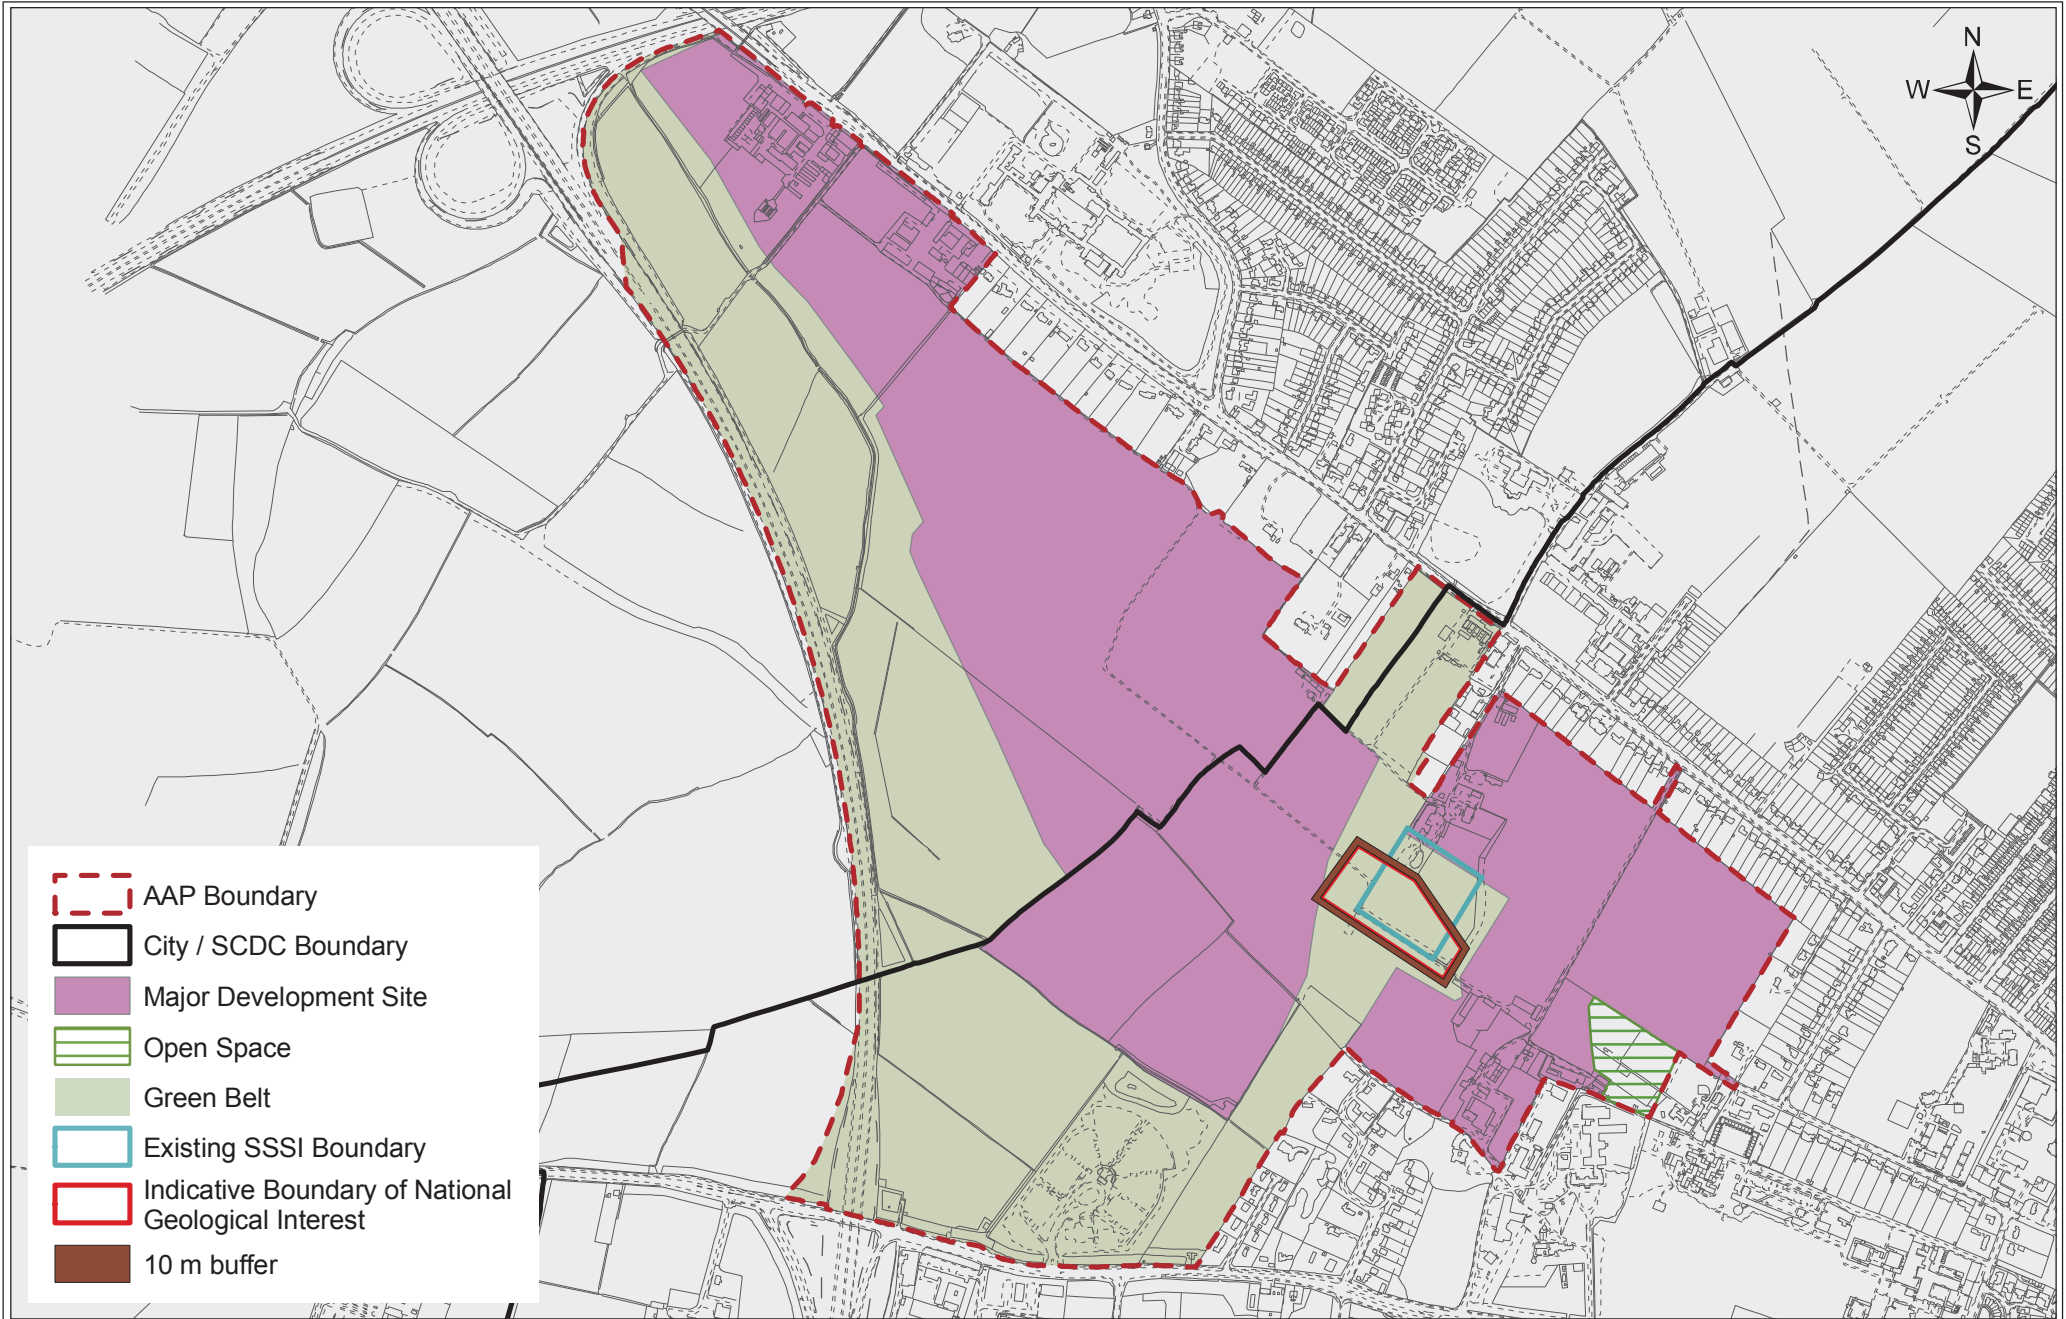 N
W E
S
AAP Boundary
City / SCDC Boundary
Major Development Site
Open Space
Green Belt
Existing SSSI Boundary
Indicative Boundary of National
Geological Interest
10 m buffer